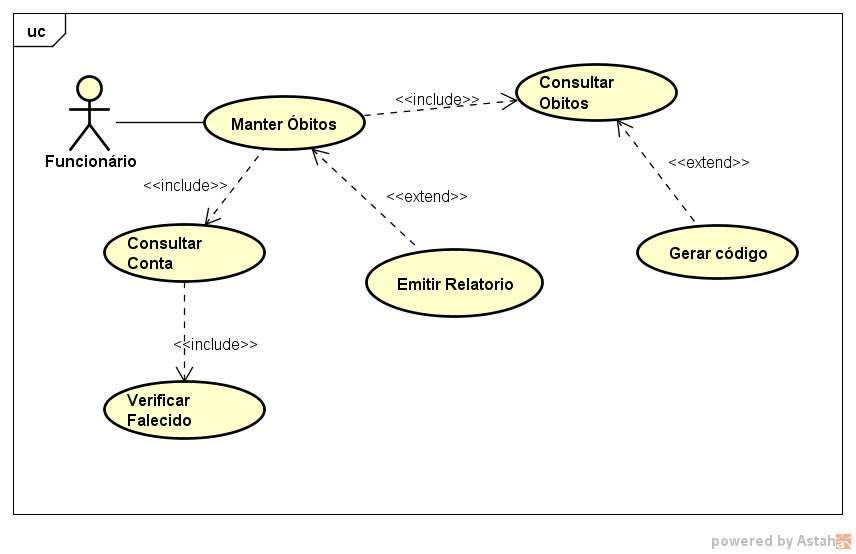 uc
Consultar
Obitos
<<include>>
Manter Óbitos
Funcionário
<<extend>>
<<include>>
<<extend>>
Consultar
Conta
Gerar código
Emitir Relatorio
<<include>>
Verificar
Falecido
powered by Astah